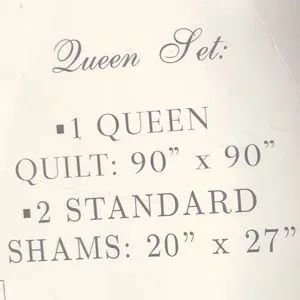 Queen Set:
▪1 QUEEN
QUILT: 90” x 90”
▪2 STANDARD
SHAMS: 20” x 27”